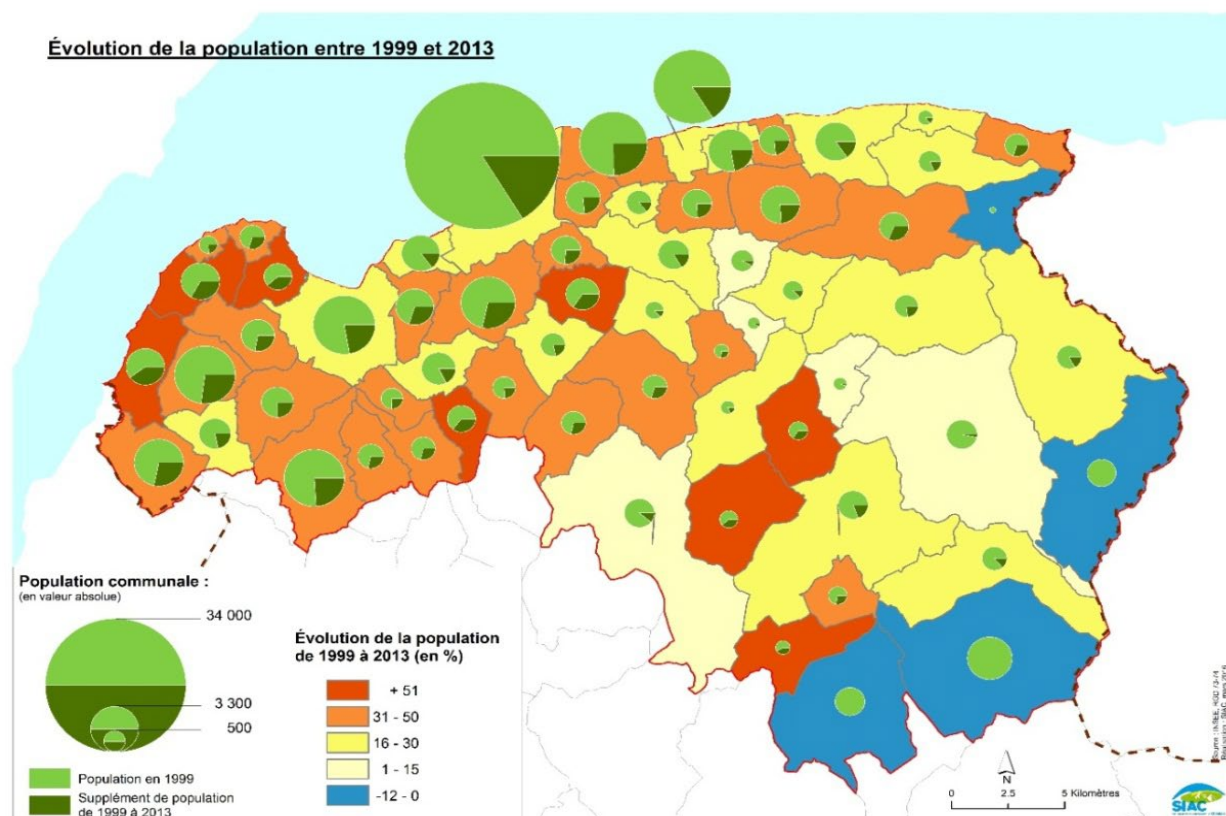 Évolution de la population entre 1999 et 2013
Population communale :
(en valeur absolue)
34 000
3 300
500
Population en 1999
Supplément de population
de 1999 à 2013
Évolution de la population
de 1999 à 2013 (en %)
+ 51
31 - 50
16 - 30
1 - 15
-12 - 0
N
0 2.5 5 Kilomètres
SIAC